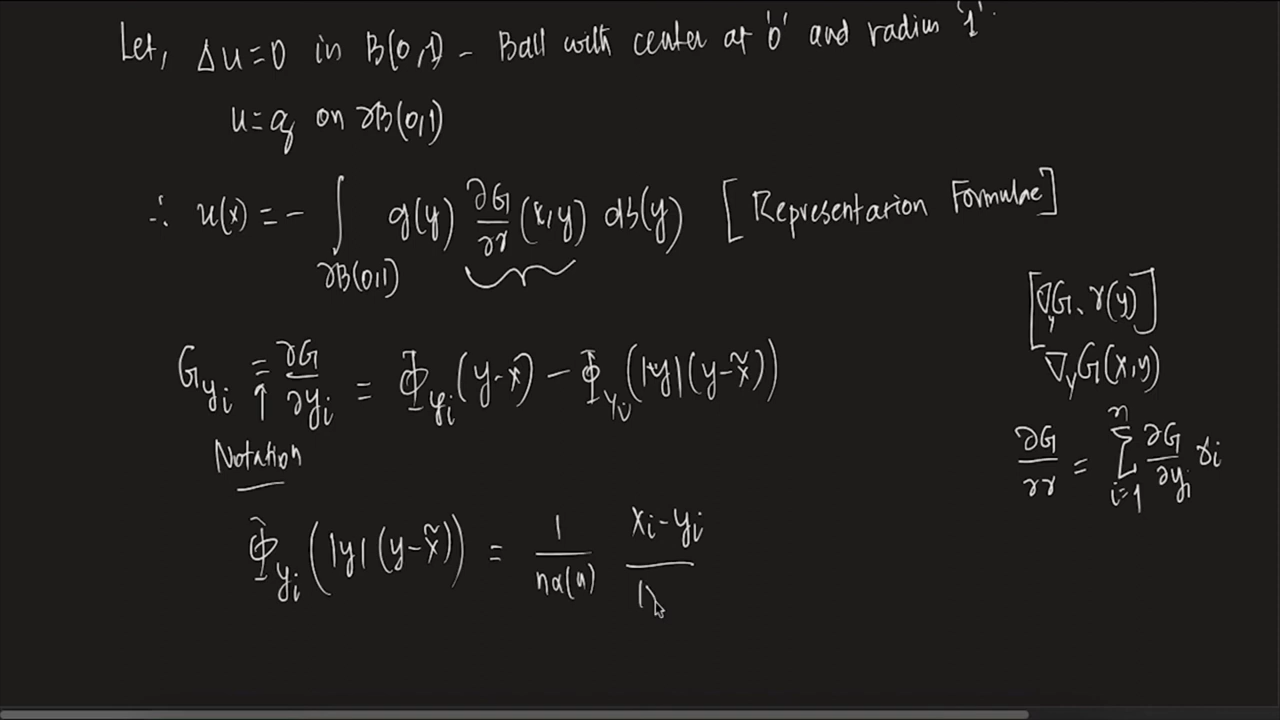 Let, Δu=0 in B(0,1) - Ball with center at '0' and radius '1'.
u=g on ∂B(0,1)
∴ u(x) = - ∫_{∂B(0,1)} g(y) ∂G/∂γ (x,y) ds(y) [Representation Formulae]
[∇_y G · γ(y)]
∇_y G(x,y)
G_{y_i} = ∂G/∂y_i = Φ_{y_i}(y-x) - Φ_{y_i}(|y|(y-x̃))
↑
Notation
∂G/∂γ = Σ_{i=1}^{n} ∂G/∂y_i γ_i
Φ_{y_i}(|y|(y-x̃)) = 1/nα(n) x_i-y_i/|x